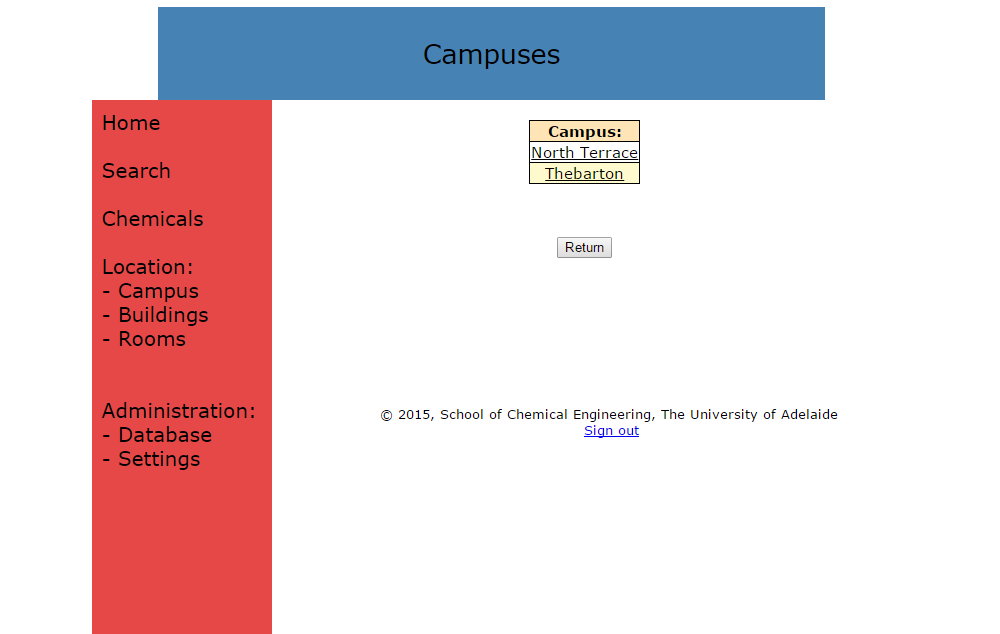 Campuses
Home
Search
Chemicals
Location:
- Campus
- Buildings
- Rooms
Administration:
- Database
- Settings
Campus:
North Terrace
Thebarton
Return
© 2015, School of Chemical Engineering, The University of Adelaide
Sign out